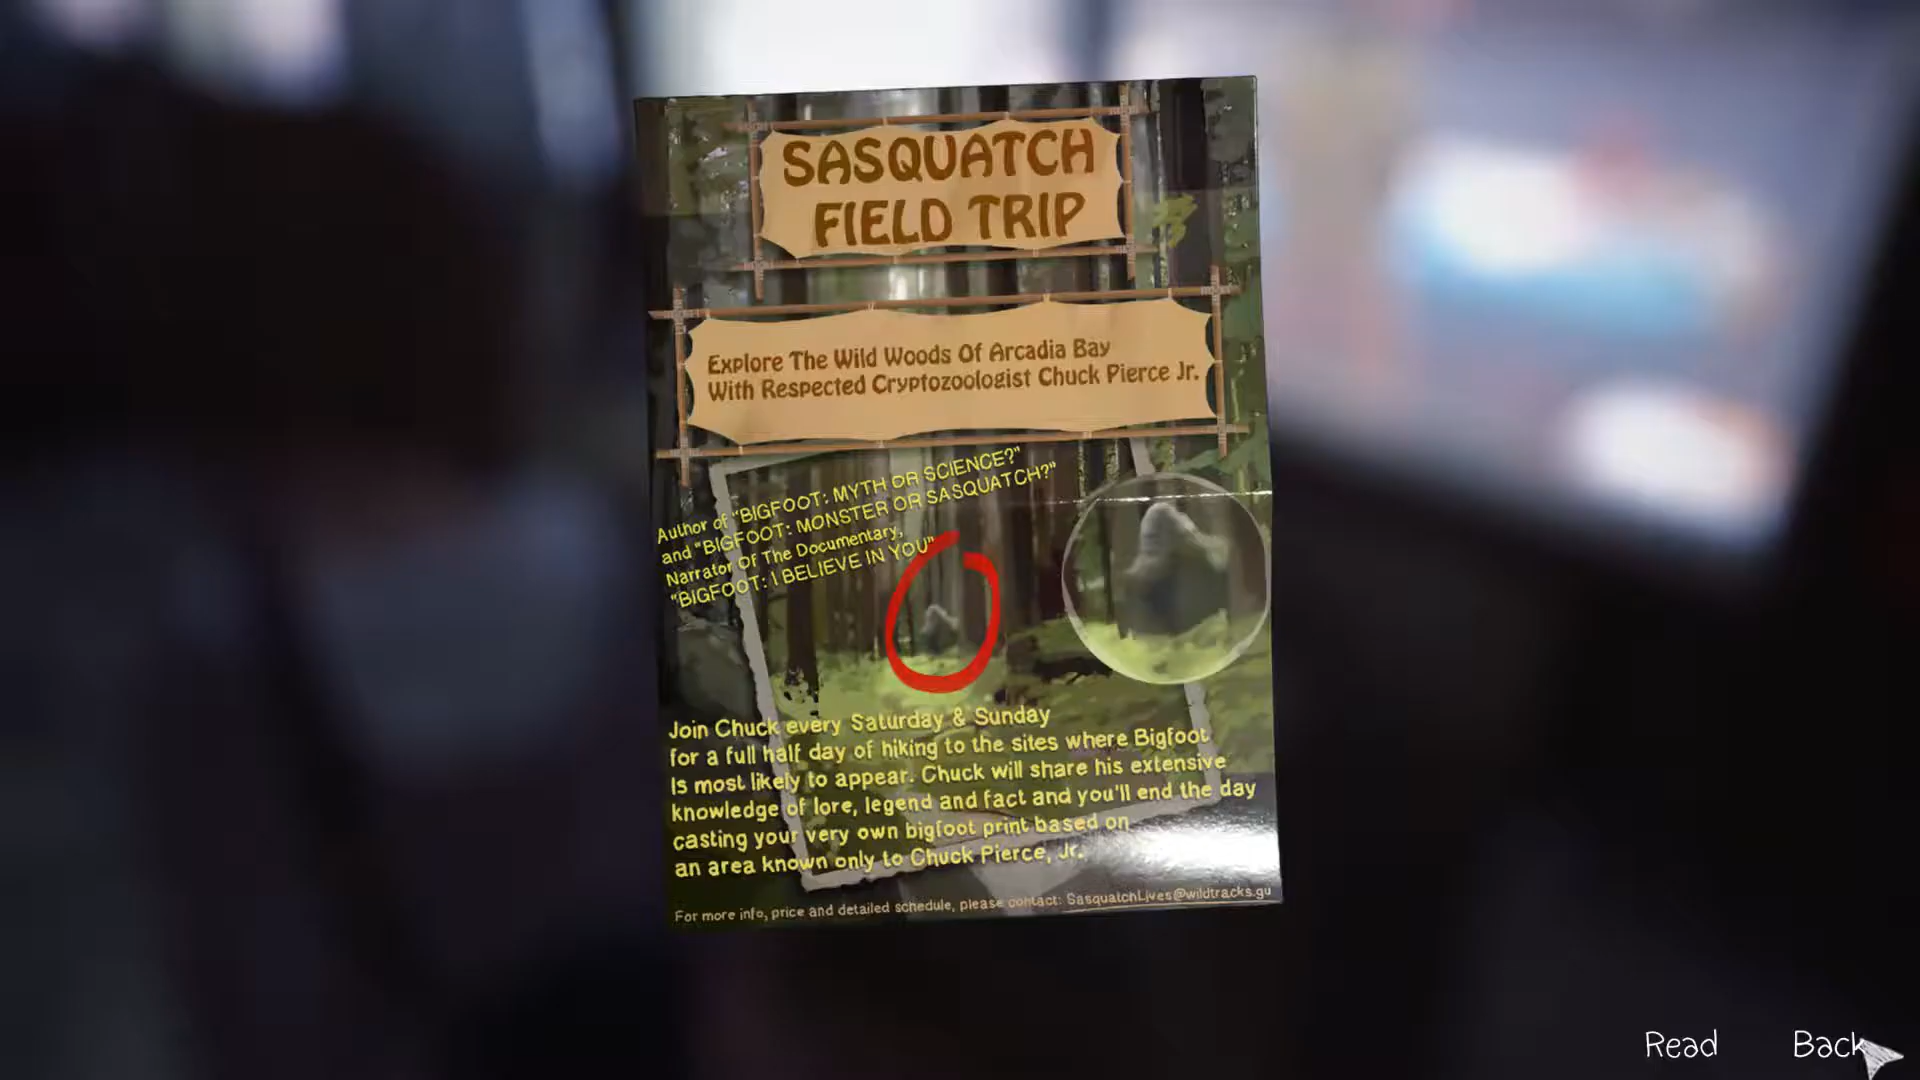 SASQUATCH
FIELD TRIP
Explore The Wild Woods Of Arcadia Bay
With Respected Cryptozoologist Chuck Pierce Jr.
Author of "BIGFOOT: MYTH OR SCIENCE?"
and "BIGFOOT: MONSTER OR SASQUATCH?"
Narrator Of The Documentary,
"BIGFOOT: I BELIEVE IN YOU"
Join Chuck every Saturday & Sunday
for a full half day of hiking to the sites where Bigfoot
Is most likely to appear. Chuck will share his extensive
knowledge of lore, legend and fact and you'll end the day
casting your very own bigfoot print based on
an area known only to Chuck Pierce, Jr.
For more info, price and detailed schedule, please contact: SasquatchLives@wildtracks.gu
Read Back